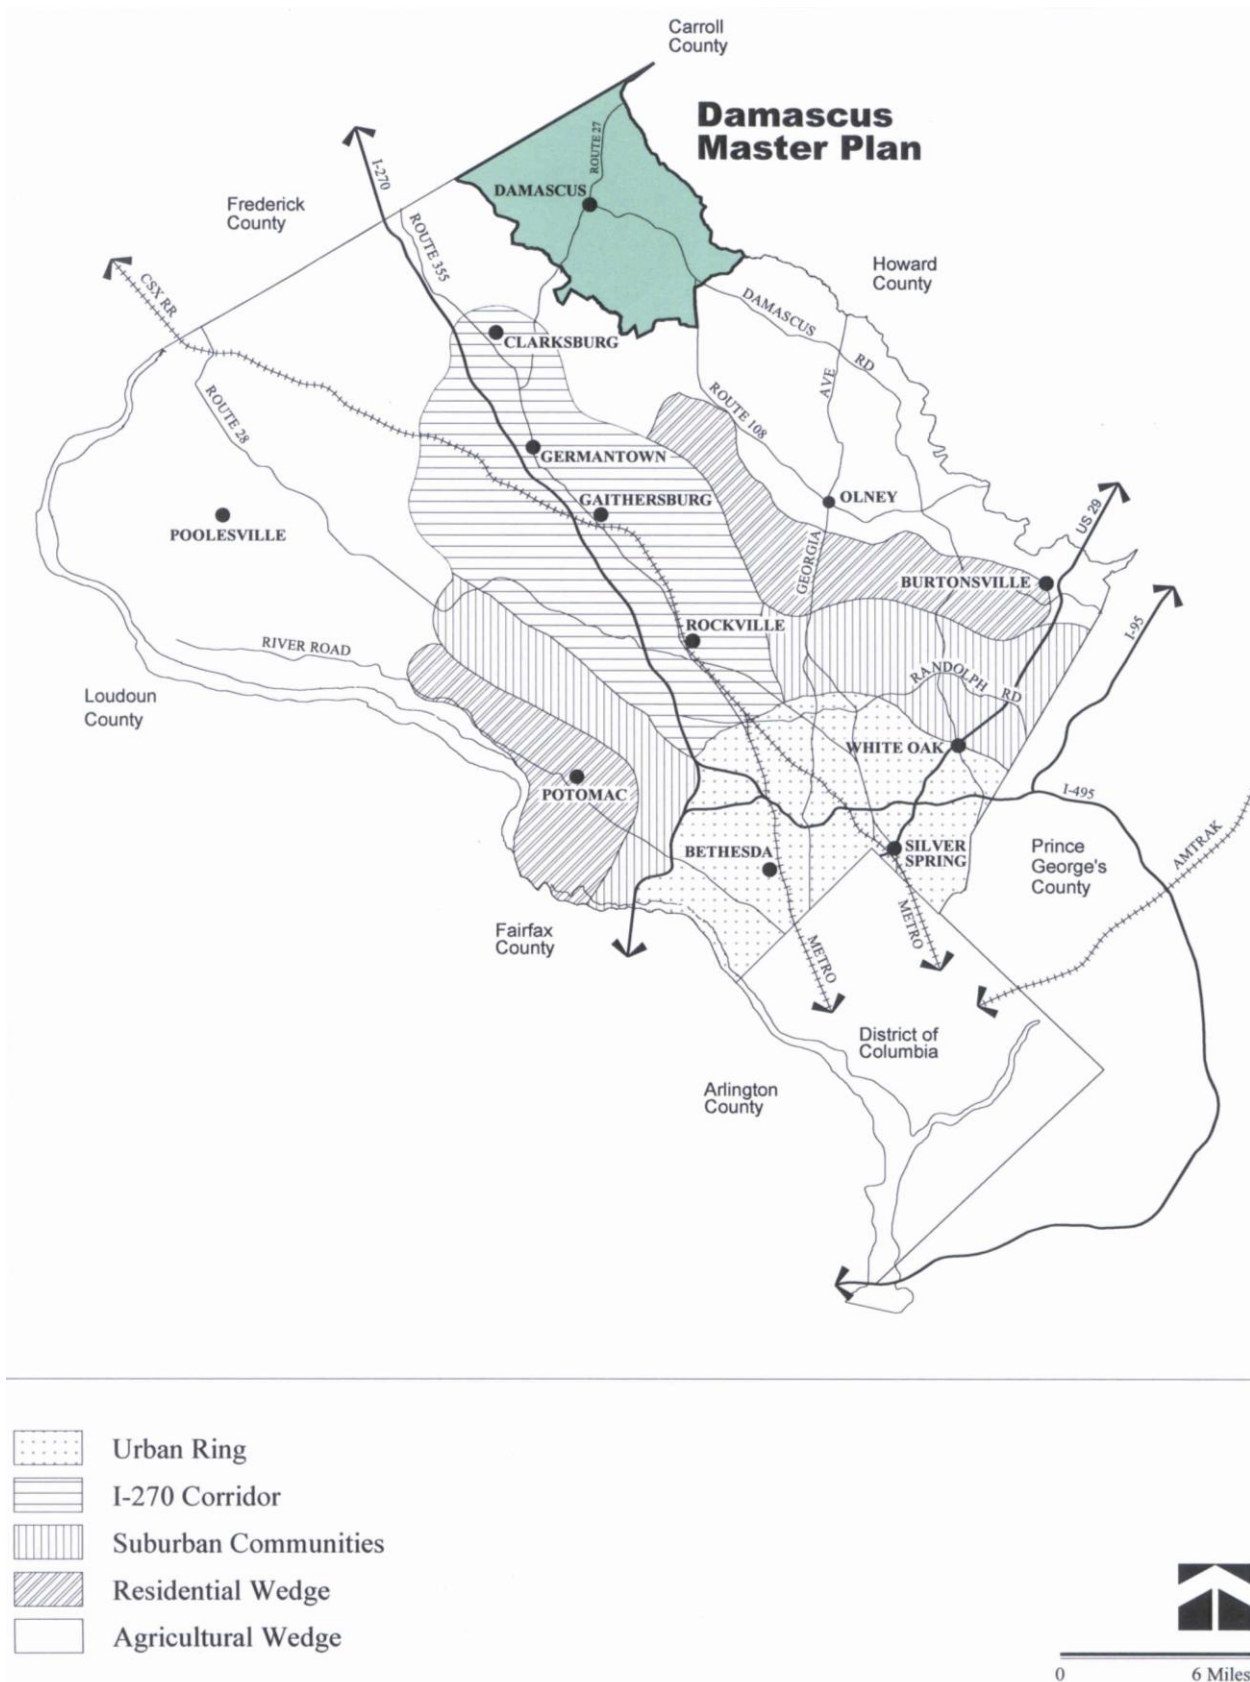 Carroll
County
Damascus
Master Plan
ROUTE 27
I-270
DAMASCUS
Frederick
County
ROUTE 355
Howard
County
CSX RR
DAMASCUS
RD
CLARKSBURG
AVE
ROUTE 28
ROUTE 108
GERMANTOWN
GAITHERSBURG
OLNEY
US 29
POOLESVILLE
GEORGIA
BURTONSVILLE
I-95
ROCKVILLE
RIVER ROAD
RANDOLPH
RD
Loudoun
County
WHITE OAK
POTOMAC
I-495
BETHESDA
SILVER
SPRING
Prince
George's
County
AMTRAK
Fairfax
County
METRO
METRO
District of
Columbia
Arlington
County
Urban Ring
I-270 Corridor
Suburban Communities
Residential Wedge
Agricultural Wedge
0
6 Miles